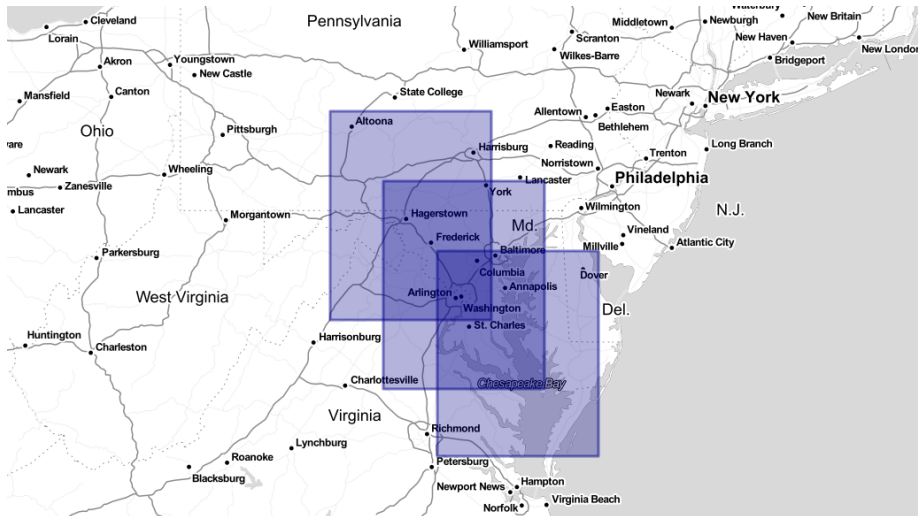 Pennsylvania
Cleveland
Lorain
Middletown
Newburgh
Waterbury
New Britain
New Haven
New London
Bridgeport
Scranton
Williamsport
Wilkes-Barre
Akron
Youngstown
New Castle
State College
Mansfield
Canton
Newark
New York
Allentown
Easton
Bethlehem
Ohio
Altoona
Pittsburgh
Harrisburg
Reading
Long Branch
Trenton
Norristown
Newark
Wheeling
Zanesville
mbus
Lancaster
York
Lancaster
Philadelphia
Wilmington
N.J.
Morgantown
Hagerstown
Md.
Vineland
Frederick
Millville
Atlantic City
Parkersburg
Baltimore
Columbia
Dover
Annapolis
Arlington
Washington
West Virginia
Del.
St. Charles
Huntington
Charleston
Harrisonburg
Charlottesville
Chesapeake Bay
Virginia
Richmond
Lynchburg
Roanoke
Blacksburg
Petersburg
Hampton
Newport News
Virginia Beach
Norfolk